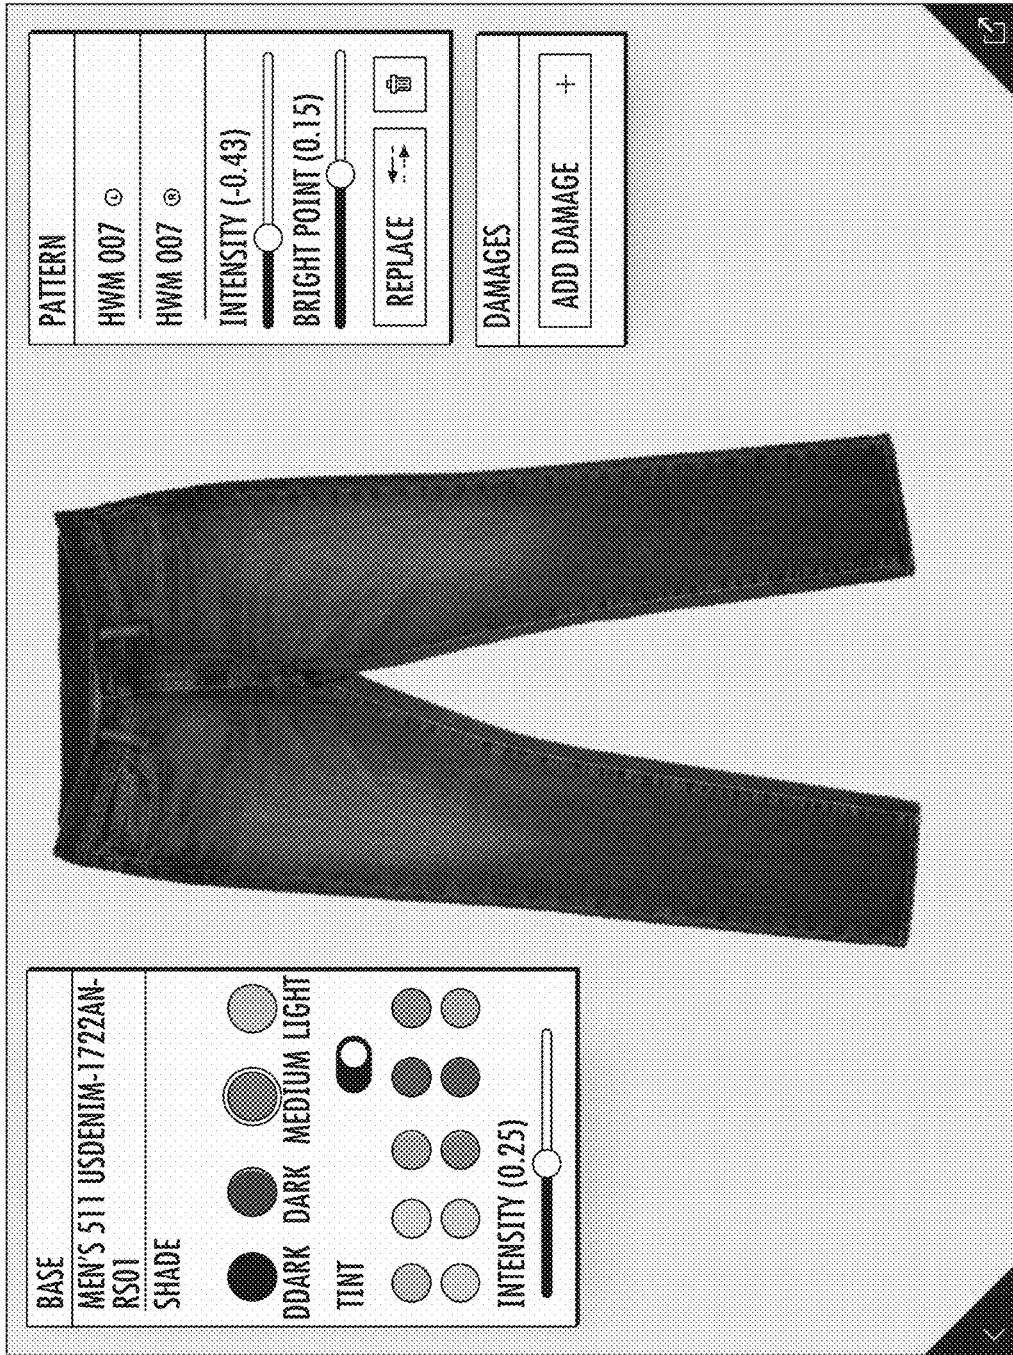 BASE
MEN'S 511 USDENIM-1722AN-
RS01
SHADE
DDARK DARK MEDIUM LIGHT
TINT
INTENSITY (0.25)
PATTERN
HWM 007 L
HWM 007 R
INTENSITY (-0.43)
BRIGHT POINT (0.15)
REPLACE
DAMAGES
ADD DAMAGE +